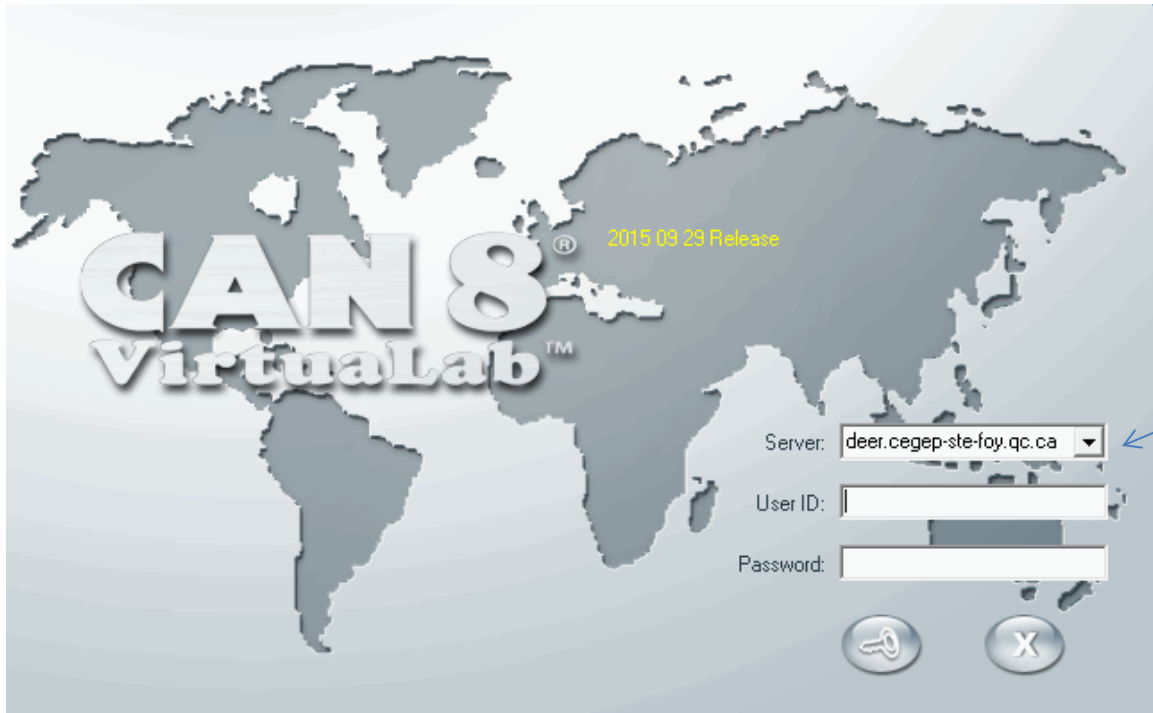 2015 09 29 Release
CAN 8®
VirtuaLab™
Server: deer.cegep-ste-foy.qc.ca
User ID:
Password:
X